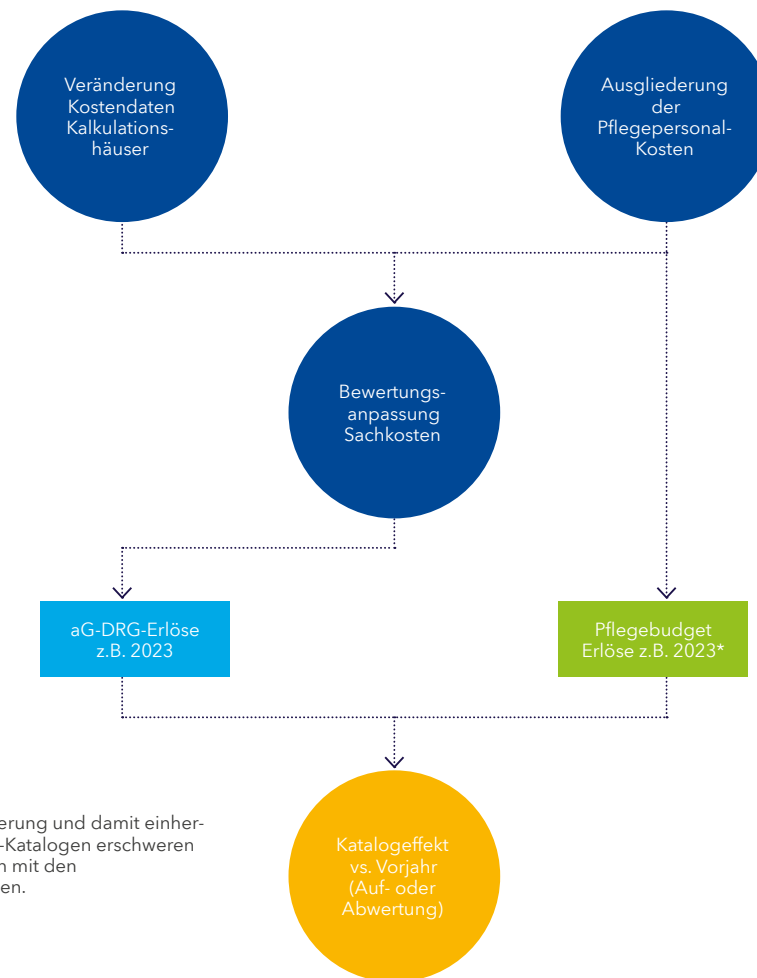 Veränderung
Kostendaten
Kalkulations-
häuser
Ausgliederung
der
Pflegepersonal-
Kosten
Bewertungs-
anpassung
Sachkosten
aG-DRG-Erlöse
z.B. 2023
Pflegebudget
Erlöse z.B. 2023*
erung und damit einher-
-Katalogen erschweren
n mit den
en.
Katalogeffekt
vs. Vorjahr
(Auf- oder
Abwertung)